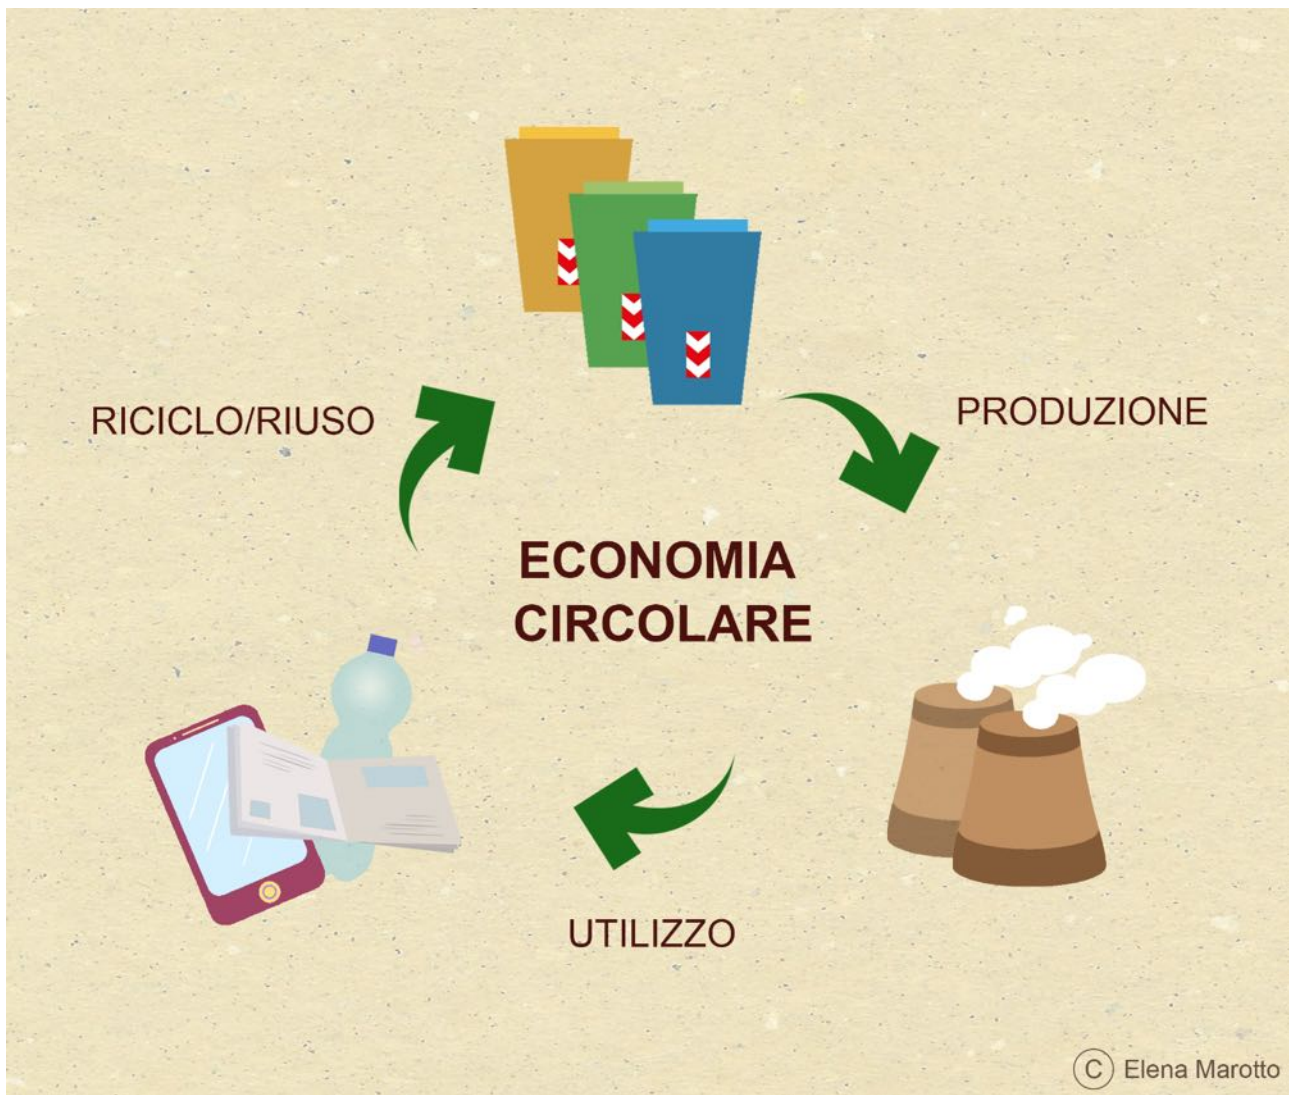 RICICLO/RIUSO
PRODUZIONE
ECONOMIA
CIRCOLARE
UTILIZZO
© Elena Marotto